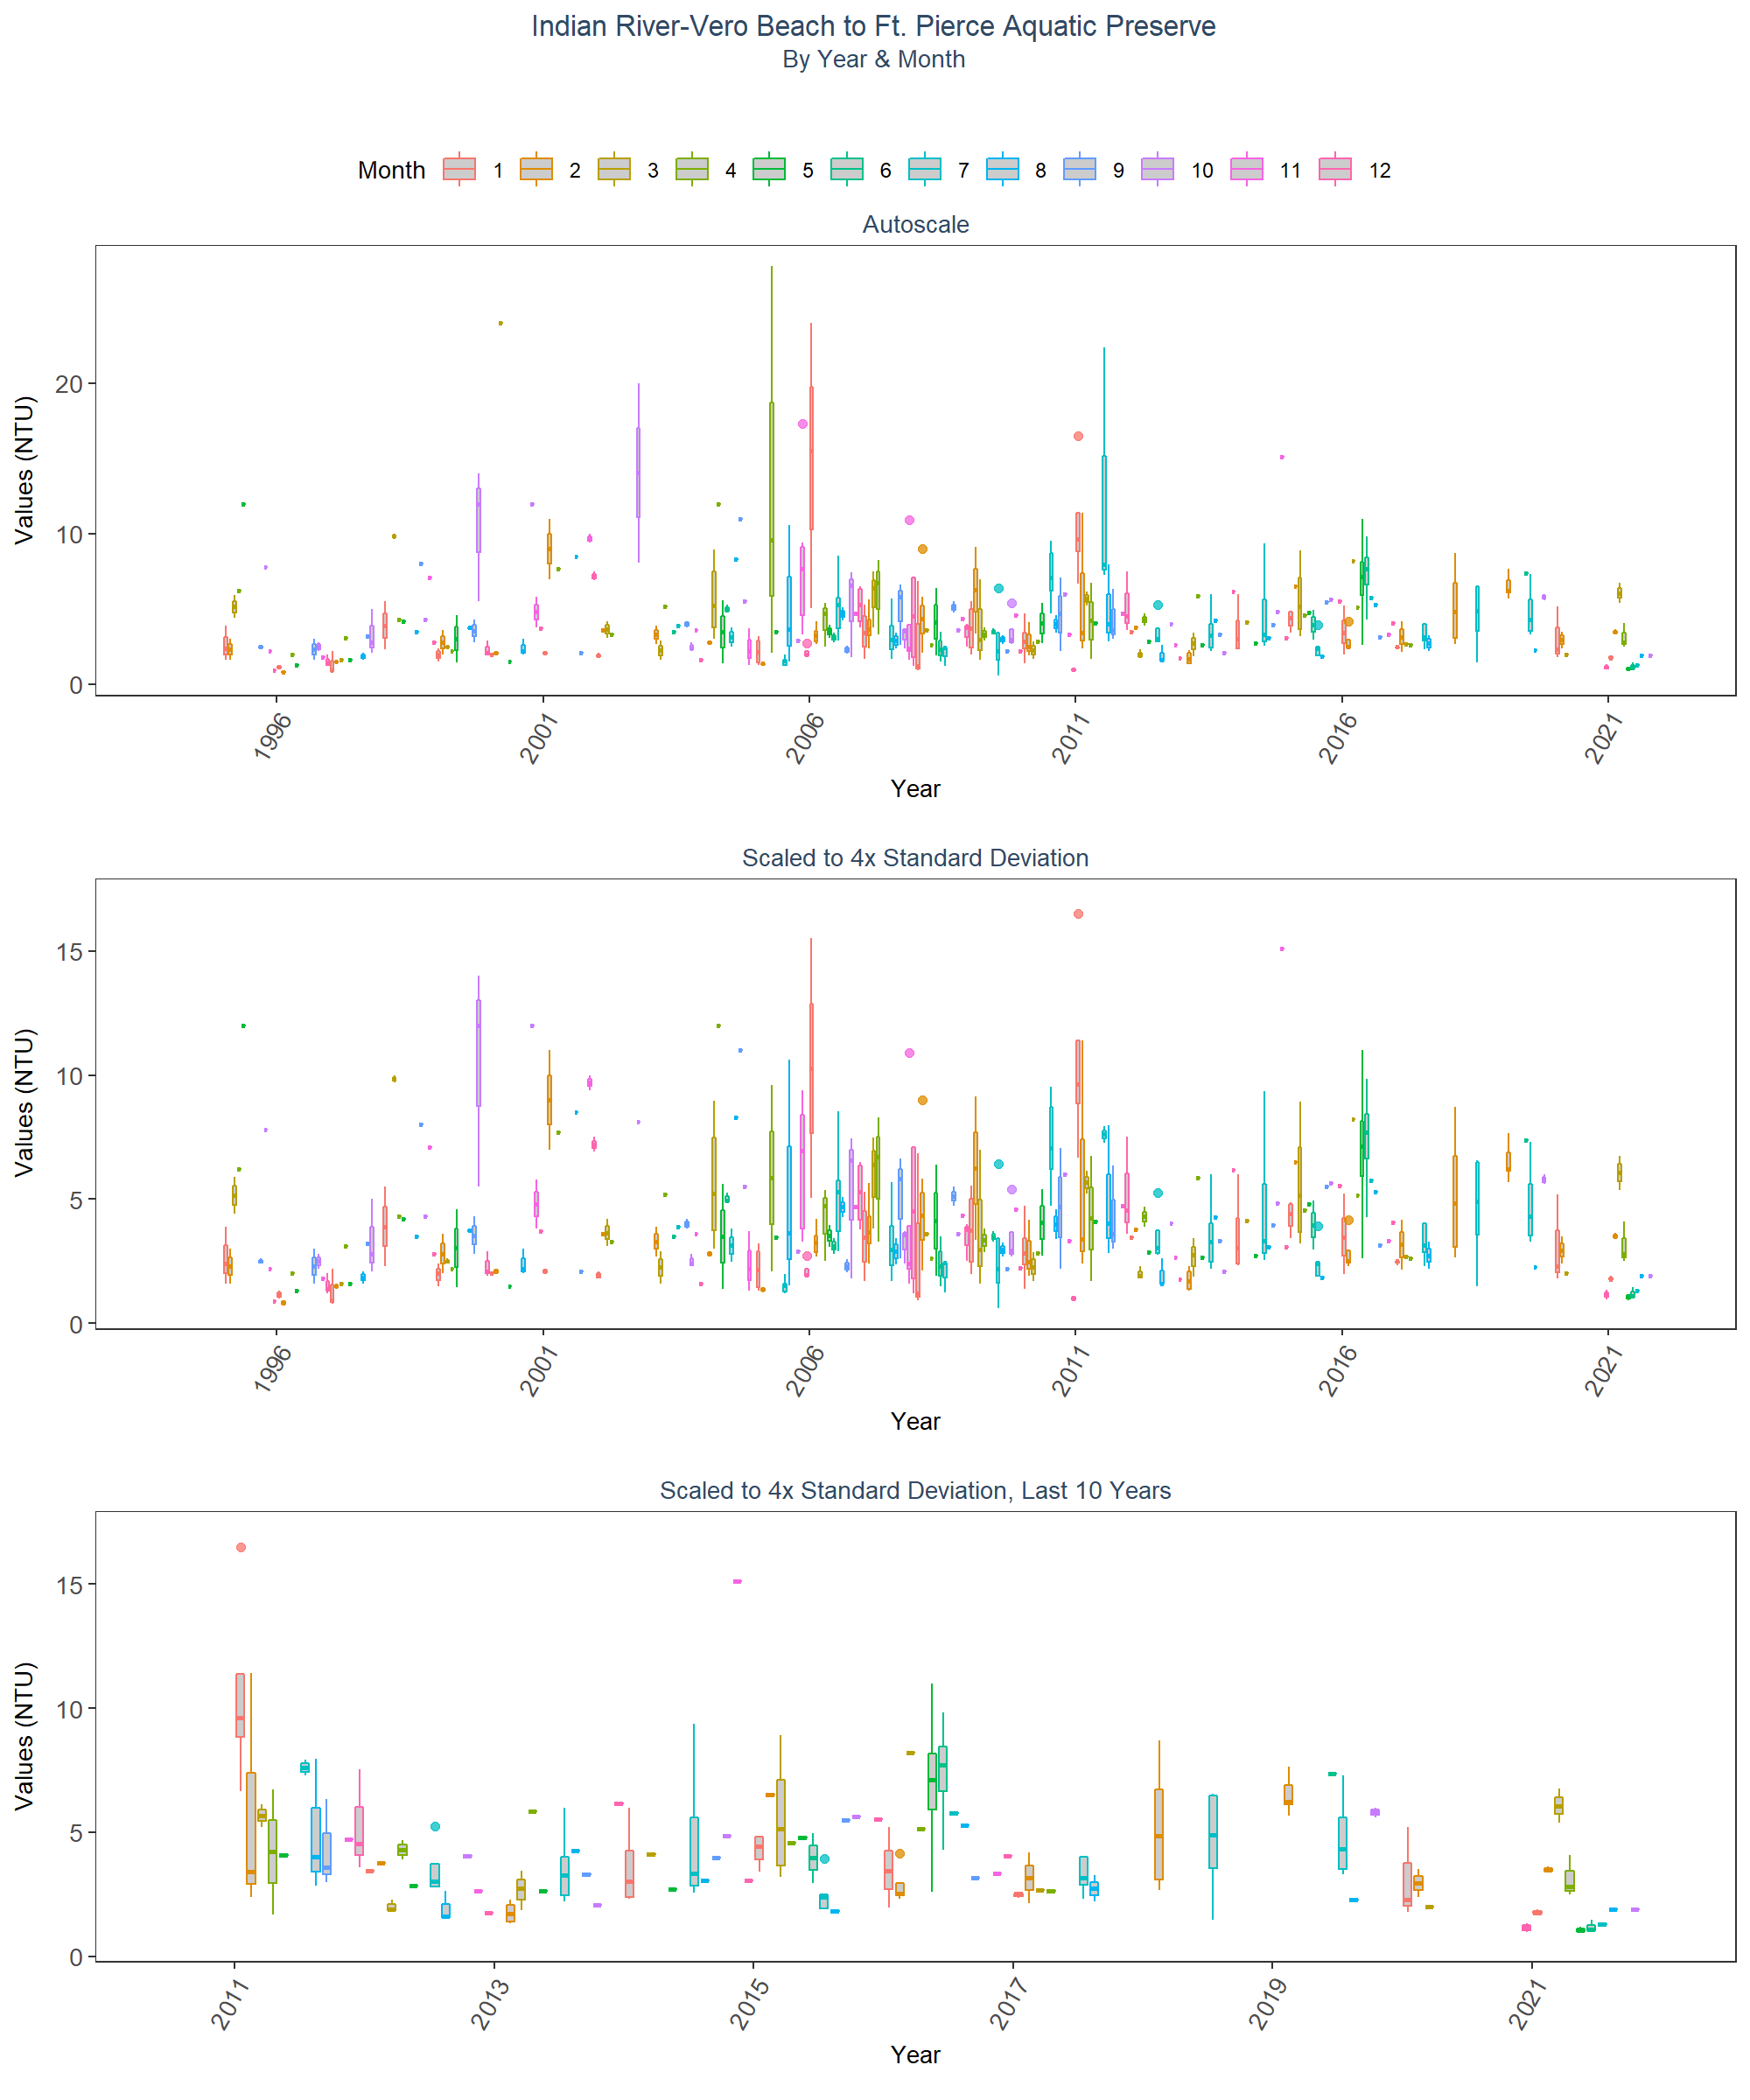 Indian River-Vero Beach to Ft. Pierce Aquatic Preserve
By Year & Month
Month 1 2 3 4 5 6 7 8 9 10 11 12
Autoscale
Values (NTU)
20
10
0
1996 2001 2006 2011 2016 2021
Year
Scaled to 4x Standard Deviation
Values (NTU)
15
10
5
0
1996 2001 2006 2011 2016 2021
Year
Scaled to 4x Standard Deviation, Last 10 Years
Values (NTU)
15
10
5
0
2011 2013 2015 2017 2019 2021
Year